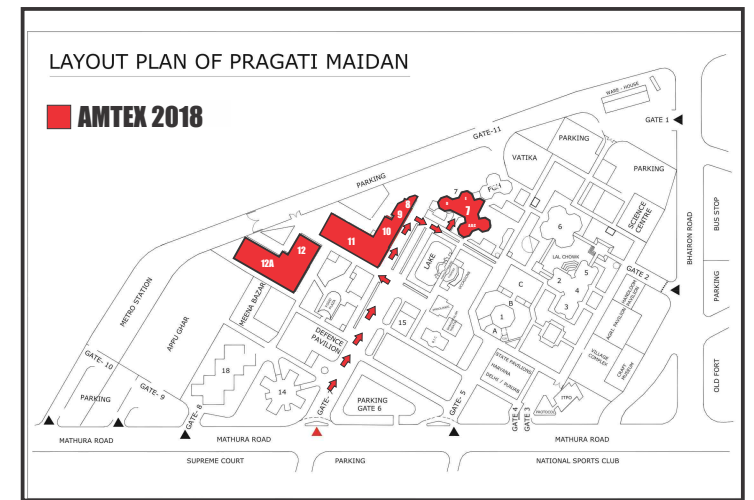 LAYOUT PLAN OF PRAGATI MAIDAN
AMTEX 2018
WARE - HOUSE
GATE 1
GATE-11
PARKING
VATIKA
PARKING
PARKING
7
7
8
9
10
11
12
12A
SCIENCE
CENTRE
BHAIRON ROAD
BUS STOP
PARKING
OLD FORT
6
LAL CHOWK
5
2
4
3
GATE 2
HANDLOOM
PAVILION
AGRI. PAVILION
LAKE
C
B
1
A
15
METRO STATION
APPU GHAR
MEENA BAZAR
DEFENCE
PAVILION
STATE PAVILIONS
HARYANA
DELHI / PUNJAB
VILLAGE
COMPLEX
CRAFT
MUSEUM
GATE- 10
GATE- 9
GATE- 8
18
14
GATE-
PARKING
GATE 6
GATE- 5
GATE 4
GATE 3
PROTOCOL
ITPO
PARKING
MATHURA ROAD
MATHURA ROAD
MATHURA ROAD
SUPREME COURT
PARKING
NATIONAL SPORTS CLUB